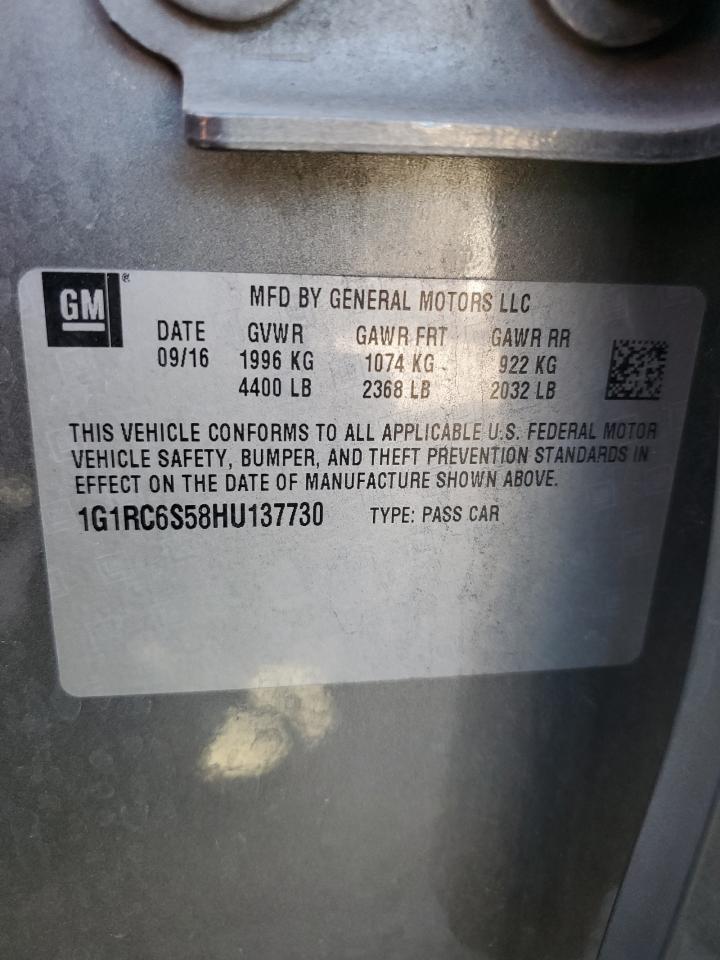 GM®
MFD BY GENERAL MOTORS LLC
DATE GVWR GAWR FRT GAWR RR
09/16 1996 KG 1074 KG 922 KG
4400 LB 2368 LB 2032 LB
THIS VEHICLE CONFORMS TO ALL APPLICABLE U.S. FEDERAL MOTOR
VEHICLE SAFETY, BUMPER, AND THEFT PREVENTION STANDARDS IN
EFFECT ON THE DATE OF MANUFACTURE SHOWN ABOVE.
1G1RC6S58HU137730 TYPE: PASS CAR